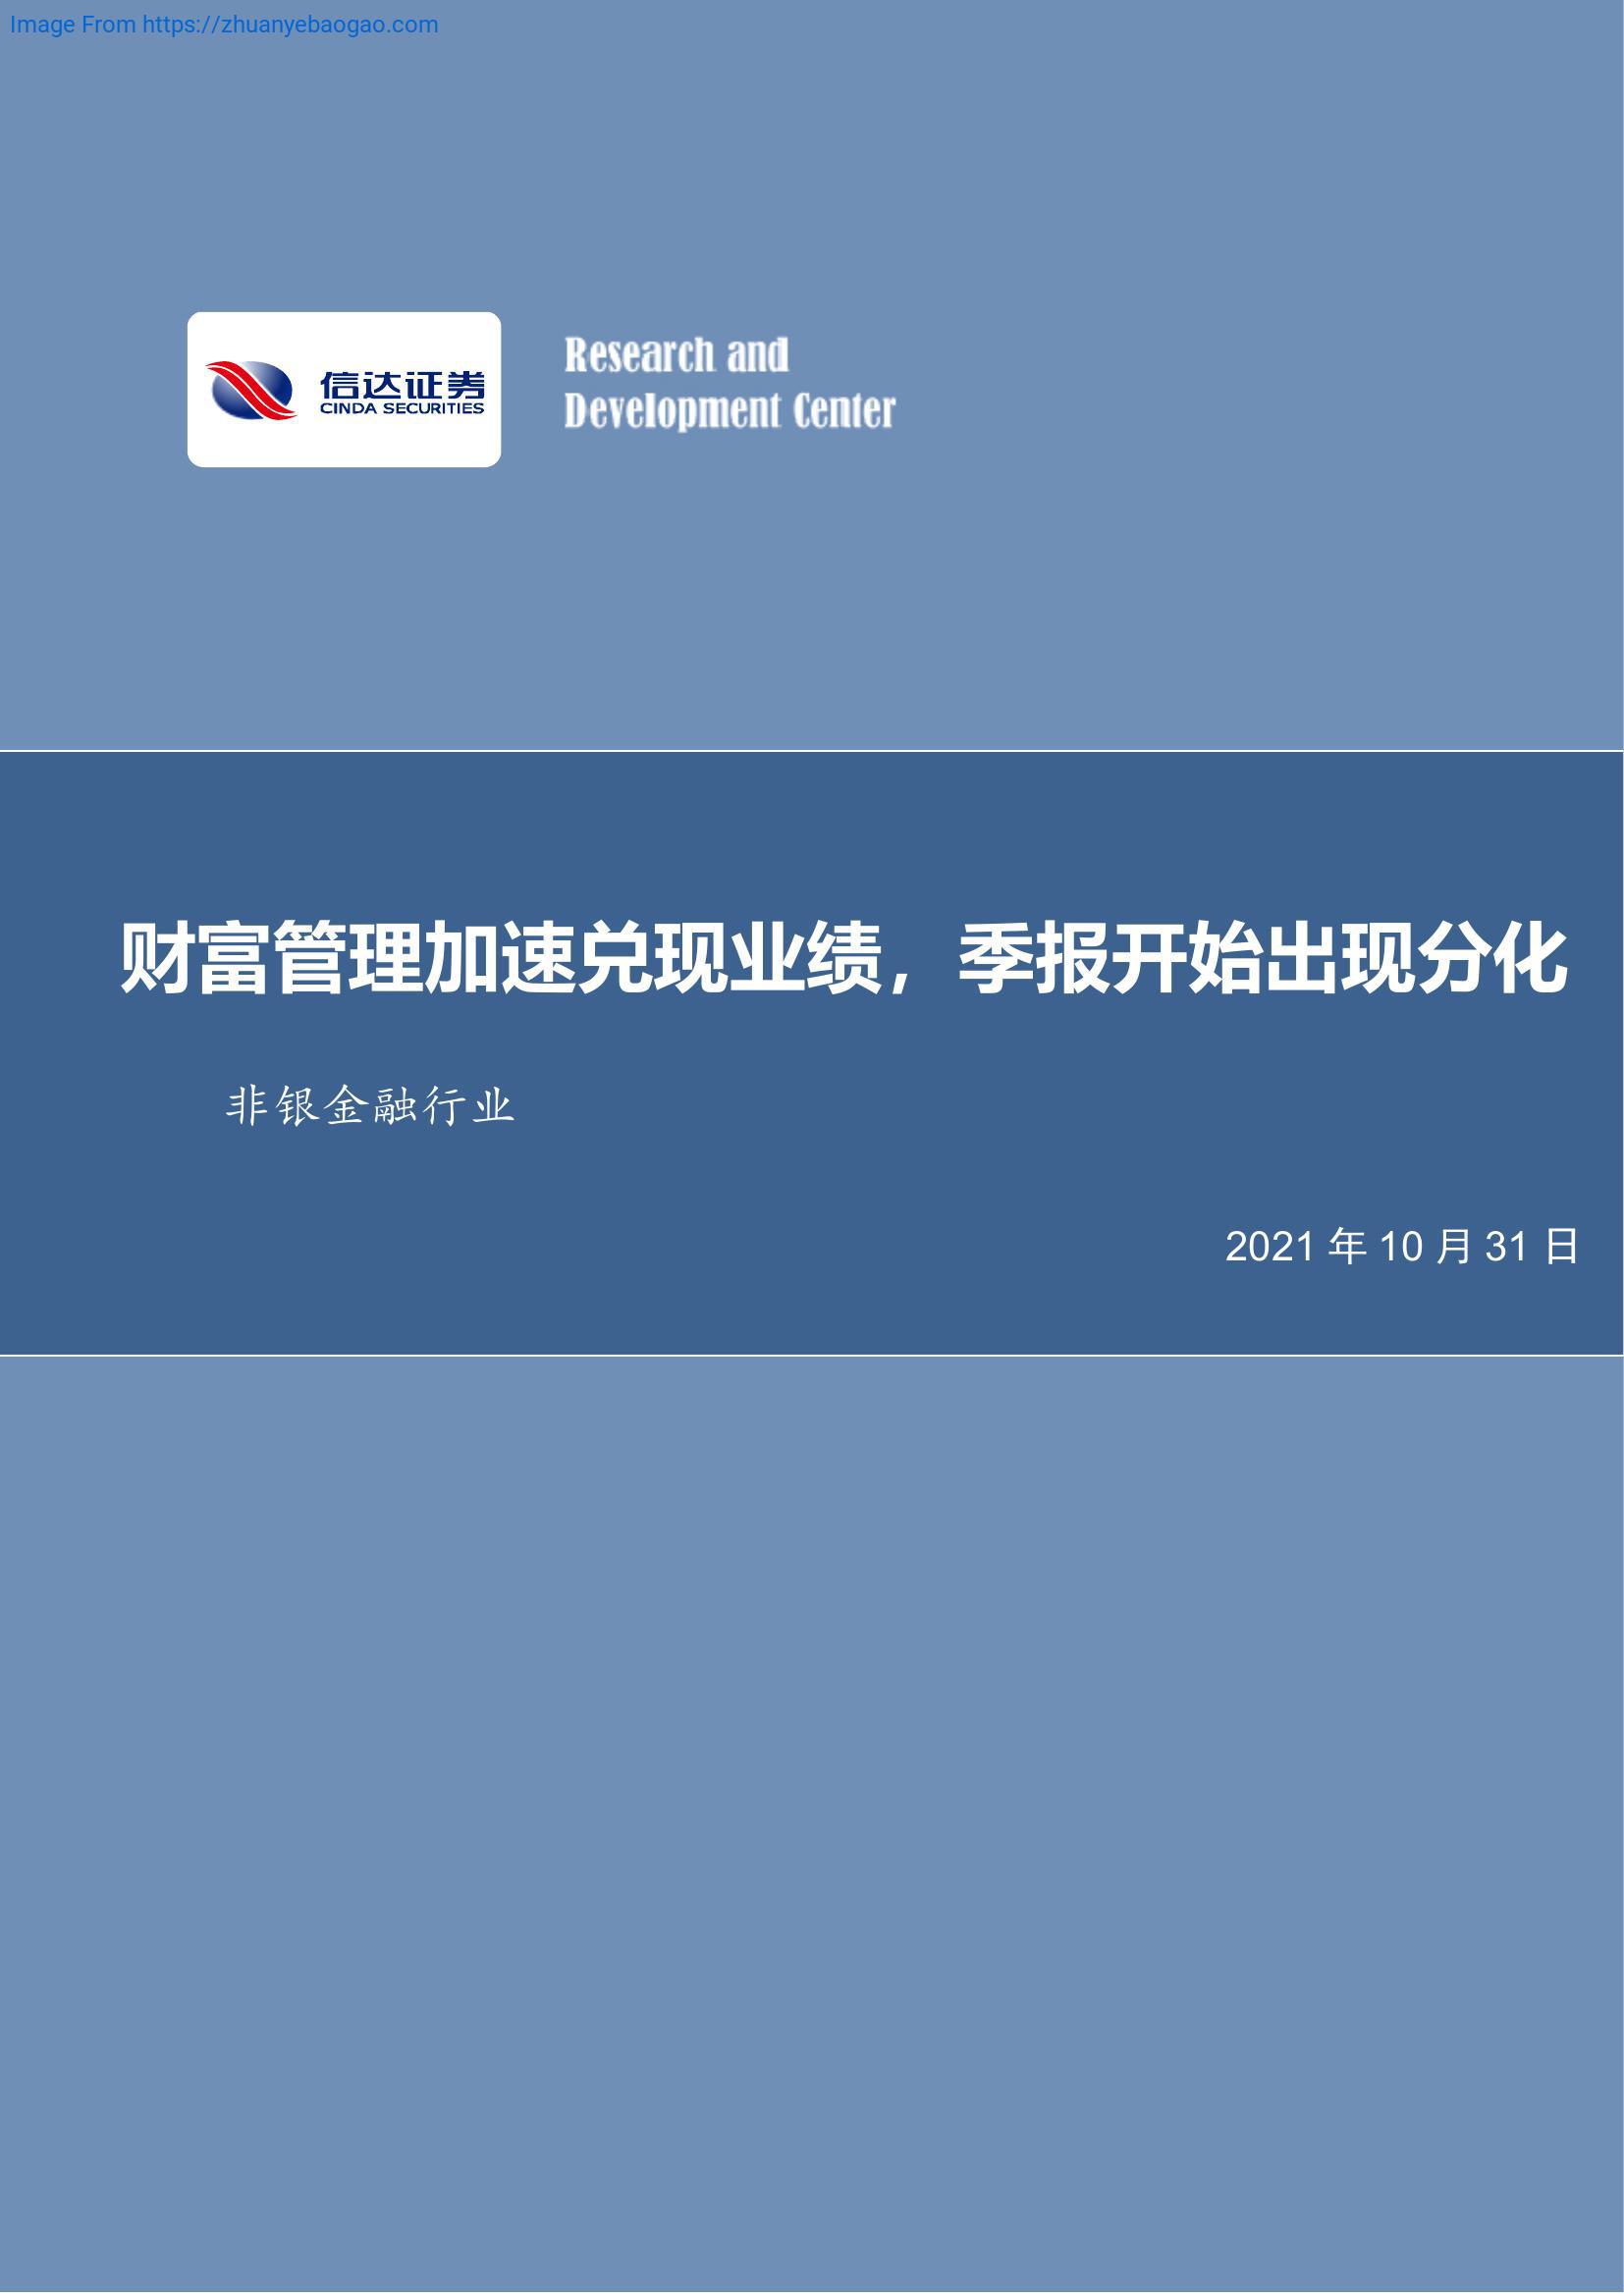 Image From https://zhuanyebaogao.com
信达证券
CINDA SECURITIES
Research and
Development Center
财富管理加速兑现业绩，季报开始出现分化
非银金融行业
2021 年 10 月 31 日